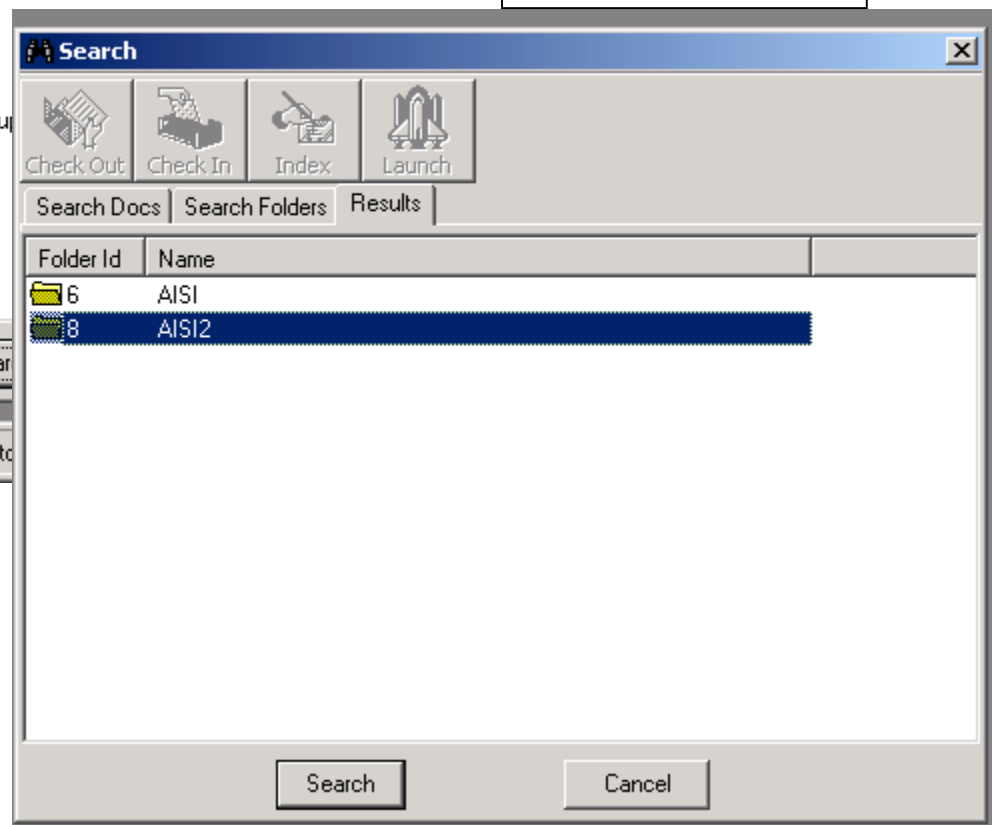 Search
Check Out Check In Index Launch
Search Docs Search Folders Results
Folder Id Name
6 AISI
8 AISI2
Search Cancel